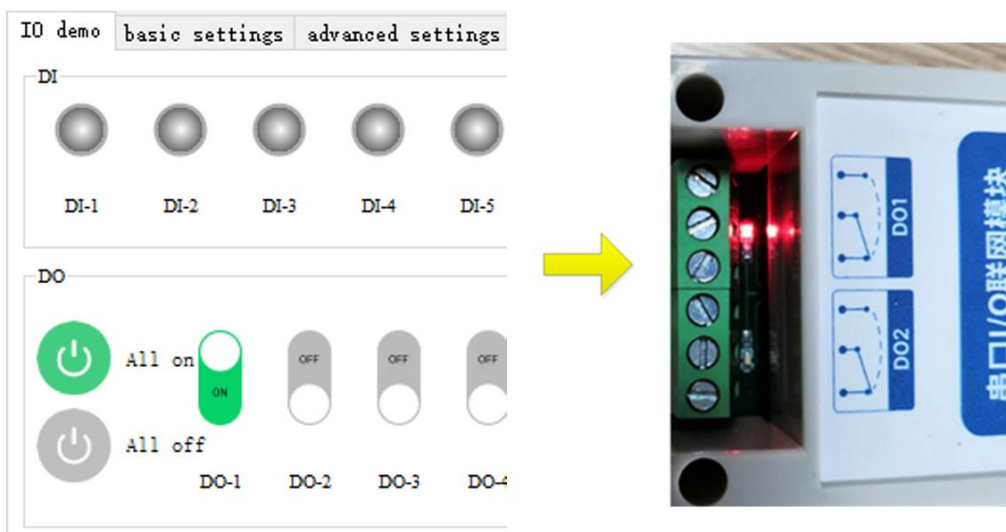 IO demo basic settings advanced settings
DI
DI-1 DI-2 DI-3 DI-4 DI-5
DO
All on
ON
OFF
OFF
OFF
All off
DO-1 DO-2 DO-3 DO-4
DO1
DO2
串口I/O联网模块